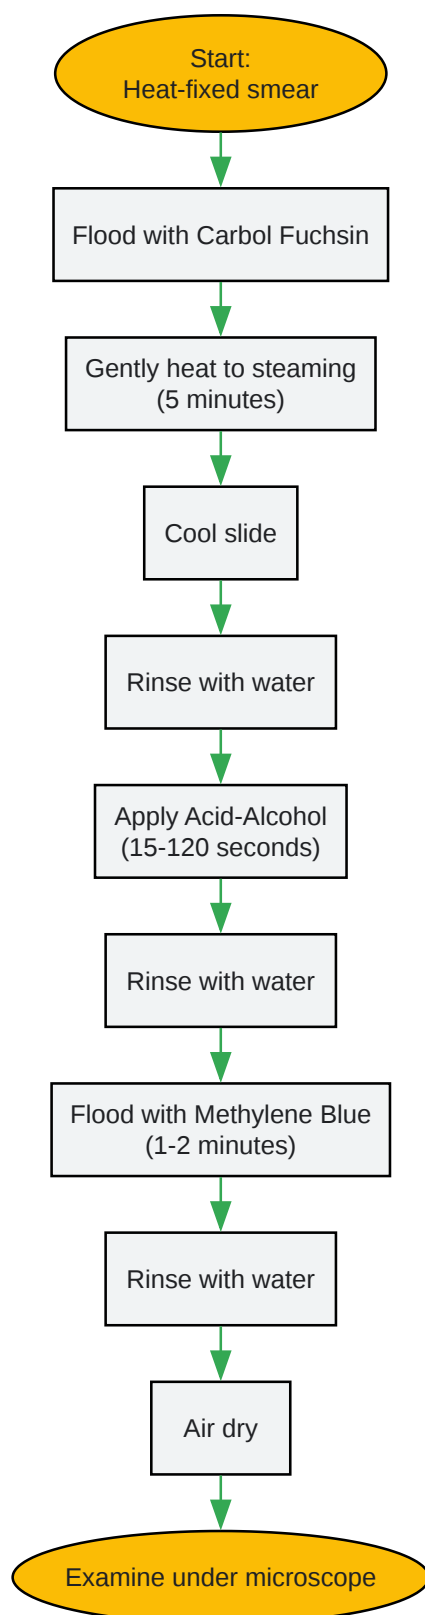 Start:
Heat-fixed smear
Flood with Carbol Fuchsin
Gently heat to steaming
(5 minutes)
Cool slide
Rinse with water
Apply Acid-Alcohol
(15-120 seconds)
Rinse with water
Flood with Methylene Blue
(1-2 minutes)
Rinse with water
Air dry
Examine under microscope